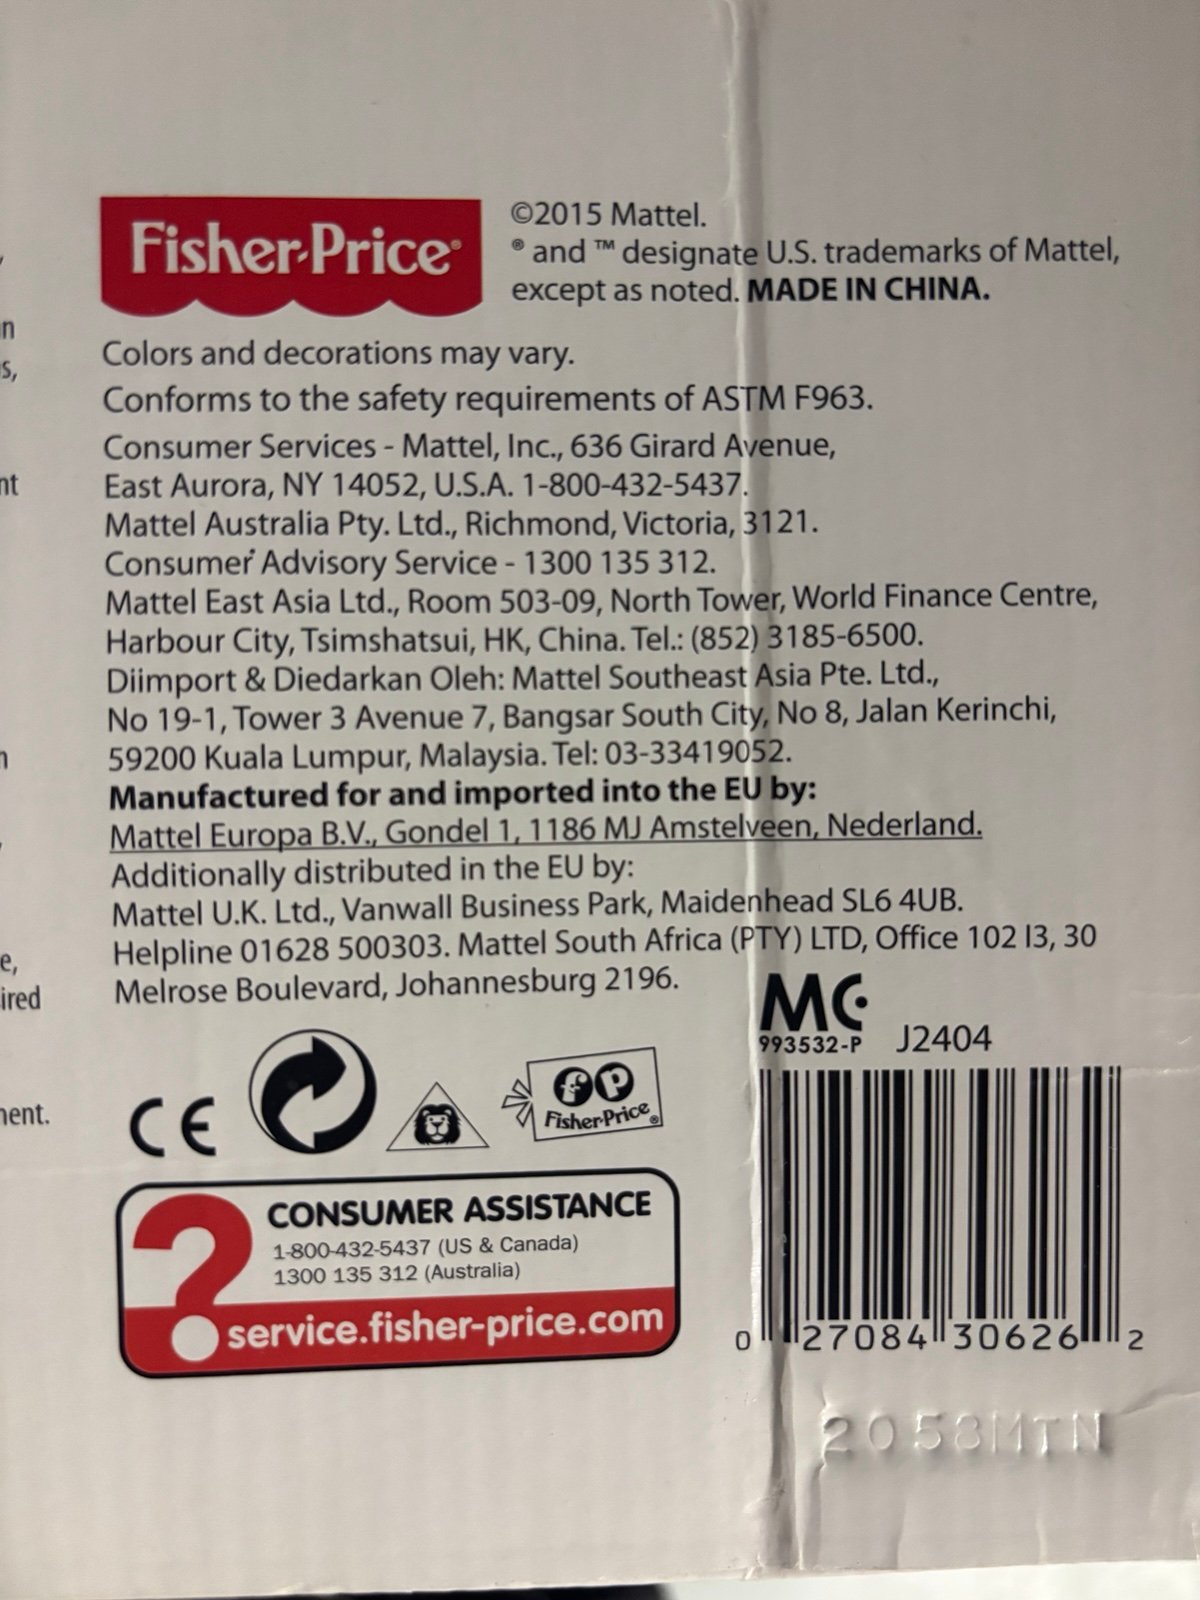 Fisher-Price®
©2015 Mattel.
® and ™ designate U.S. trademarks of Mattel,
except as noted. MADE IN CHINA.
Colors and decorations may vary.
Conforms to the safety requirements of ASTM F963.
Consumer Services - Mattel, Inc., 636 Girard Avenue,
East Aurora, NY 14052, U.S.A. 1-800-432-5437.
Mattel Australia Pty. Ltd., Richmond, Victoria, 3121.
Consumer Advisory Service - 1300 135 312.
Mattel East Asia Ltd., Room 503-09, North Tower, World Finance Centre,
Harbour City, Tsimshatsui, HK, China. Tel.: (852) 3185-6500.
Diimport & Diedarkan Oleh: Mattel Southeast Asia Pte. Ltd.,
No 19-1, Tower 3 Avenue 7, Bangsar South City, No 8, Jalan Kerinchi,
59200 Kuala Lumpur, Malaysia. Tel: 03-33419052.
Manufactured for and imported into the EU by:
Mattel Europa B.V., Gondel 1, 1186 MJ Amstelveen, Nederland.
Additionally distributed in the EU by:
Mattel U.K. Ltd., Vanwall Business Park, Maidenhead SL6 4UB.
Helpline 01628 500303. Mattel South Africa (PTY) LTD, Office 102 I3, 30
Melrose Boulevard, Johannesburg 2196.
MC
993532-P J2404
CE
fp
Fisher-Price®
? CONSUMER ASSISTANCE
1-800-432-5437 (US & Canada)
1300 135 312 (Australia)
service.fisher-price.com
0 27084 30626 2
2058MTN